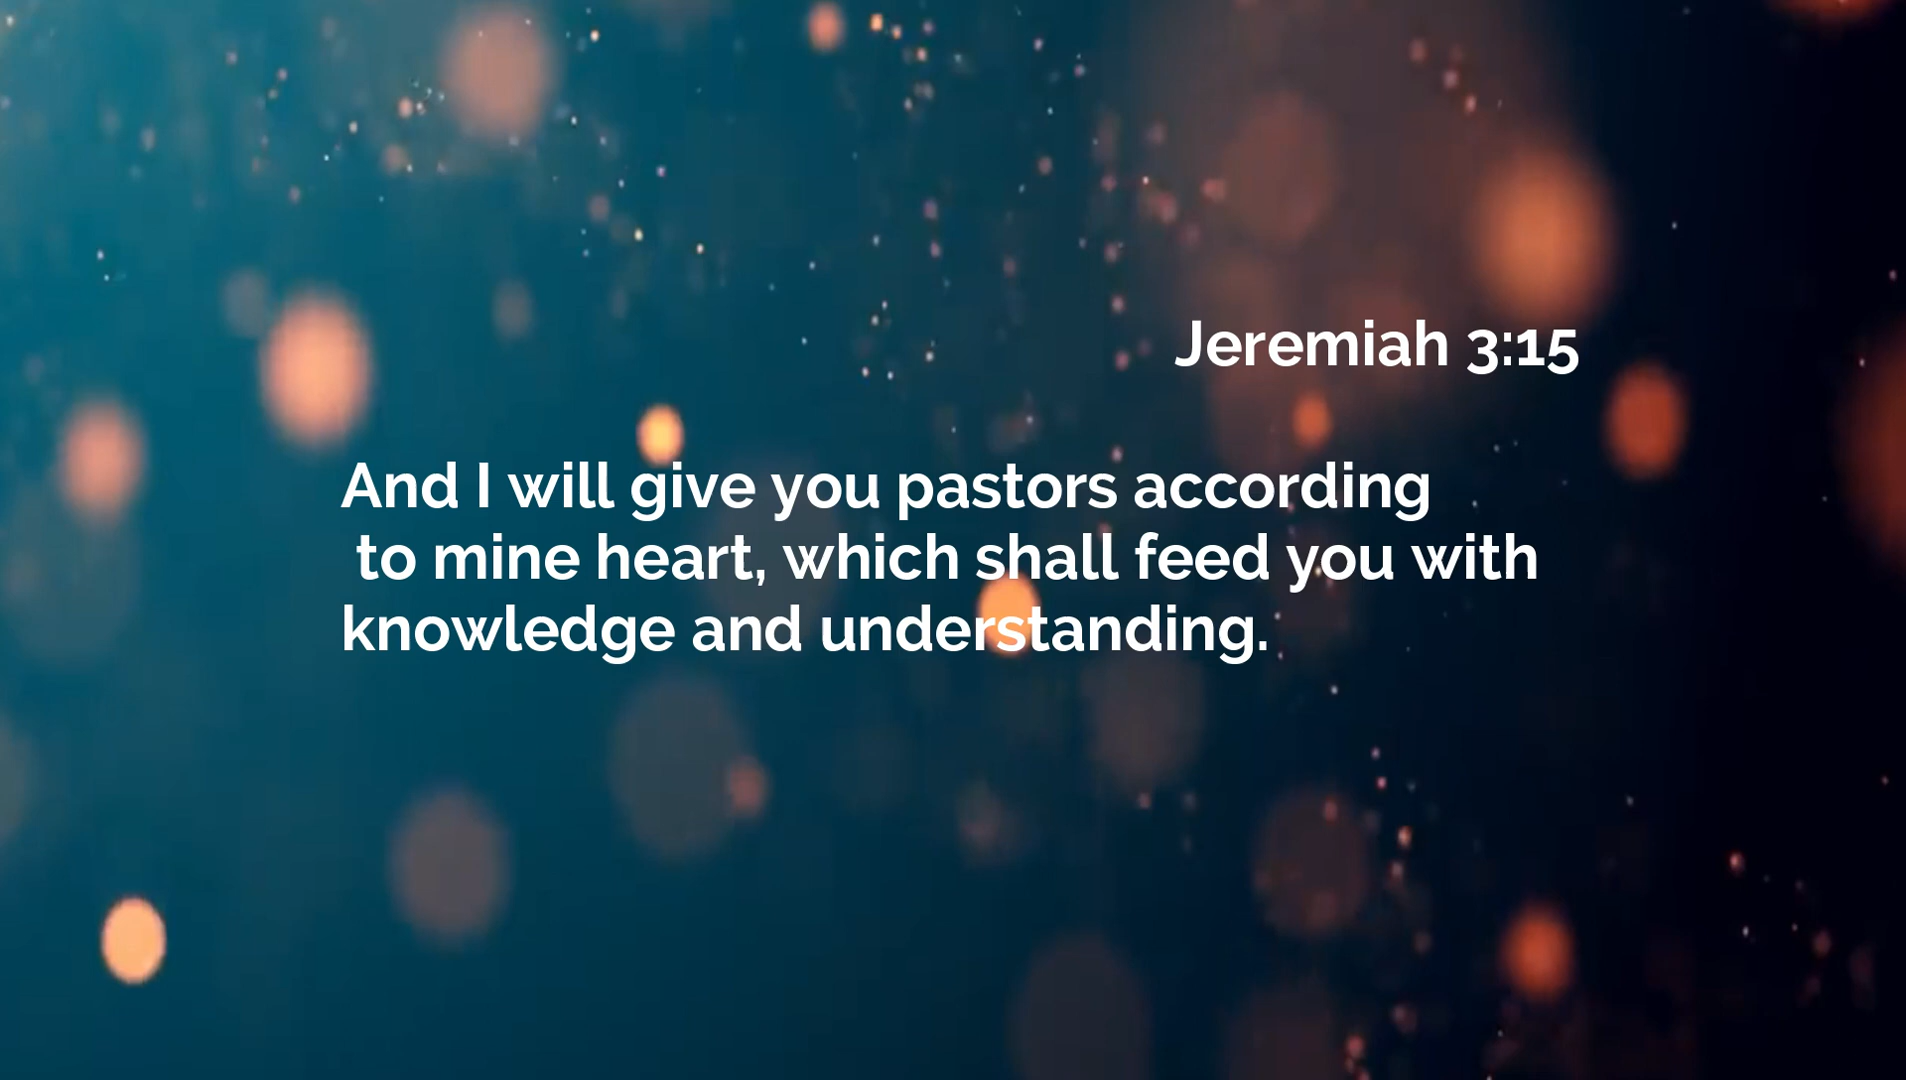 Jeremiah 3:15
And I will give you pastors according
to mine heart, which shall feed you with
knowledge and understanding.